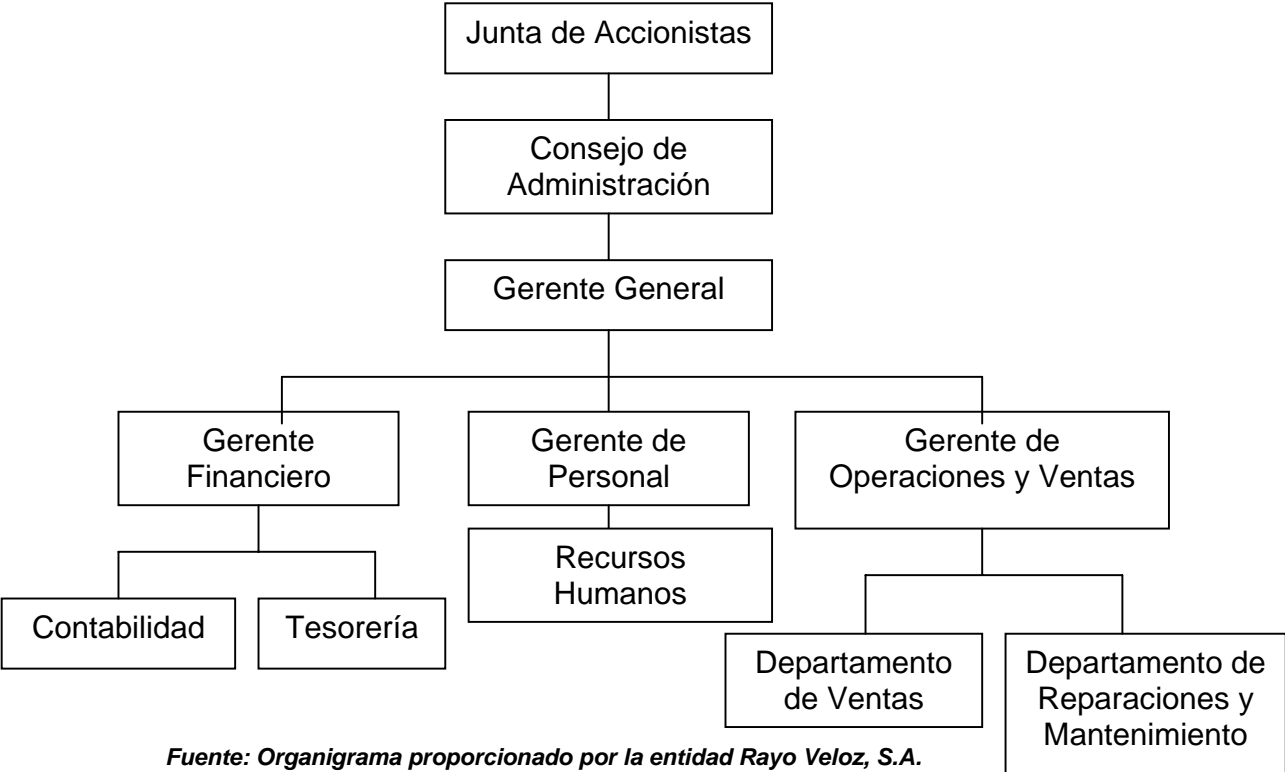 Junta de Accionistas
Consejo de
Administración
Gerente General
Gerente
Financiero
Gerente de
Personal
Gerente de
Operaciones y Ventas
Recursos
Humanos
Contabilidad
Tesorería
Departamento
de Ventas
Departamento de
Reparaciones y
Mantenimiento
Fuente: Organigrama proporcionado por la entidad Rayo Veloz, S.A.